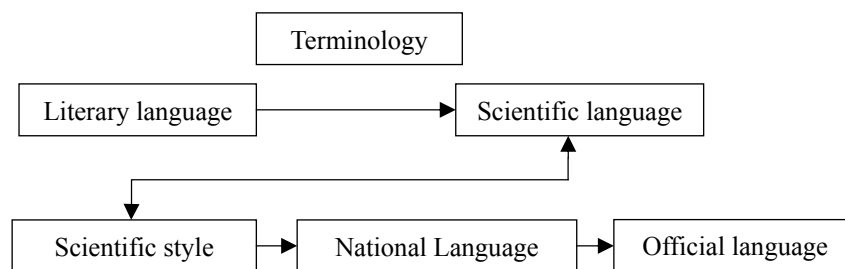 Terminology
Literary language
Scientific language
Scientific style
National Language
Official language